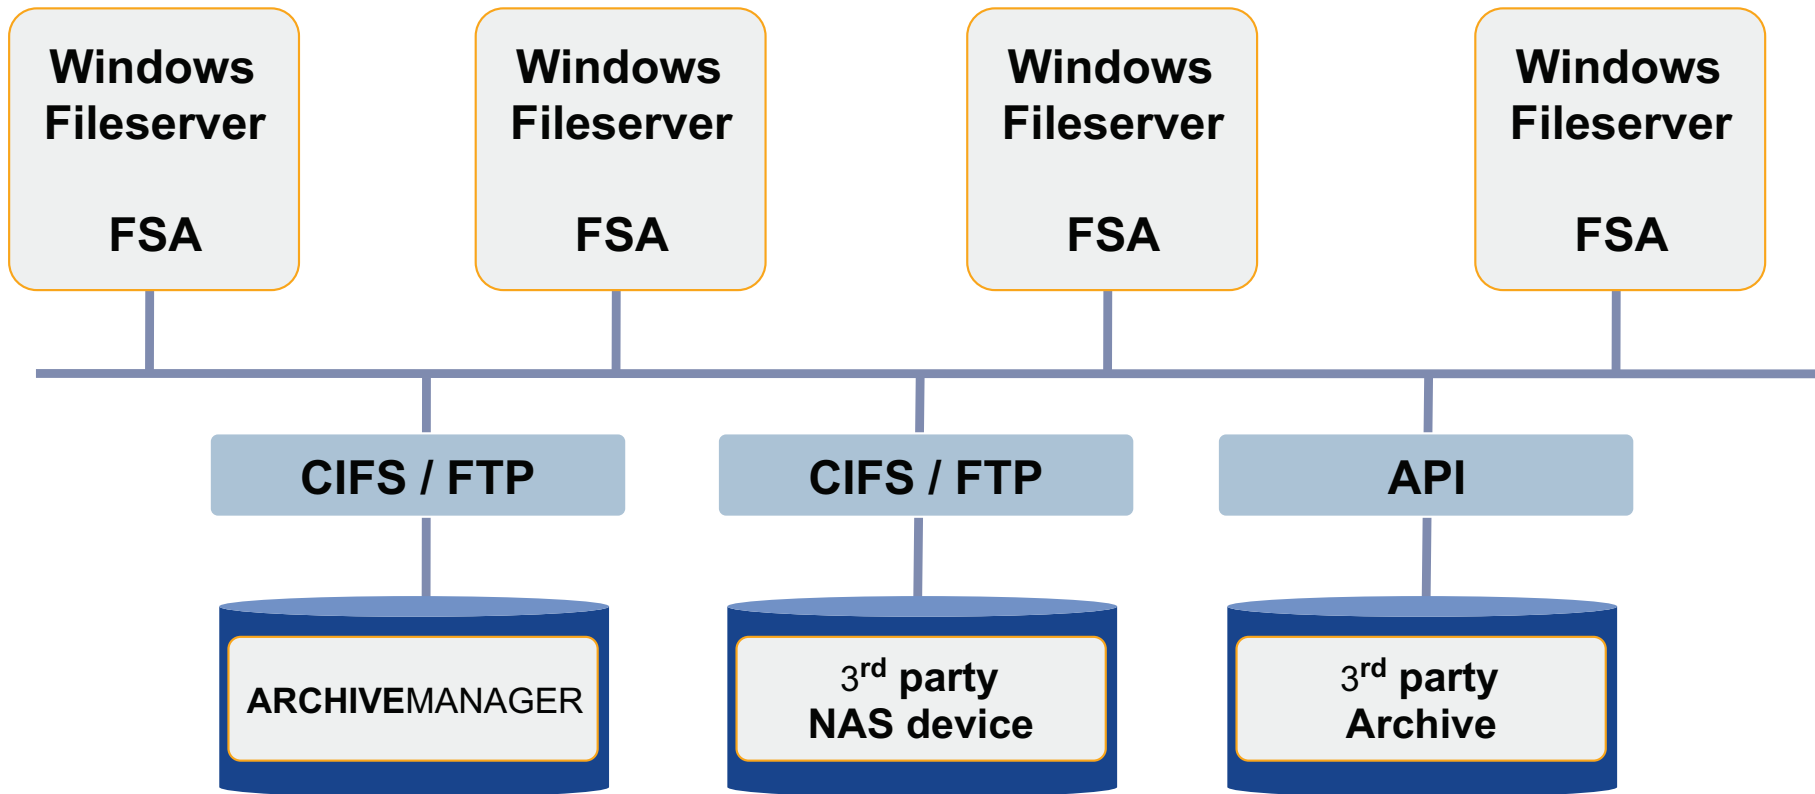 Windows
Fileserver
FSA
Windows
Fileserver
FSA
Windows
Fileserver
FSA
Windows
Fileserver
FSA
CIFS / FTP
CIFS / FTP
API
ARCHIVEMANAGER
3rd party
NAS device
3rd party
Archive